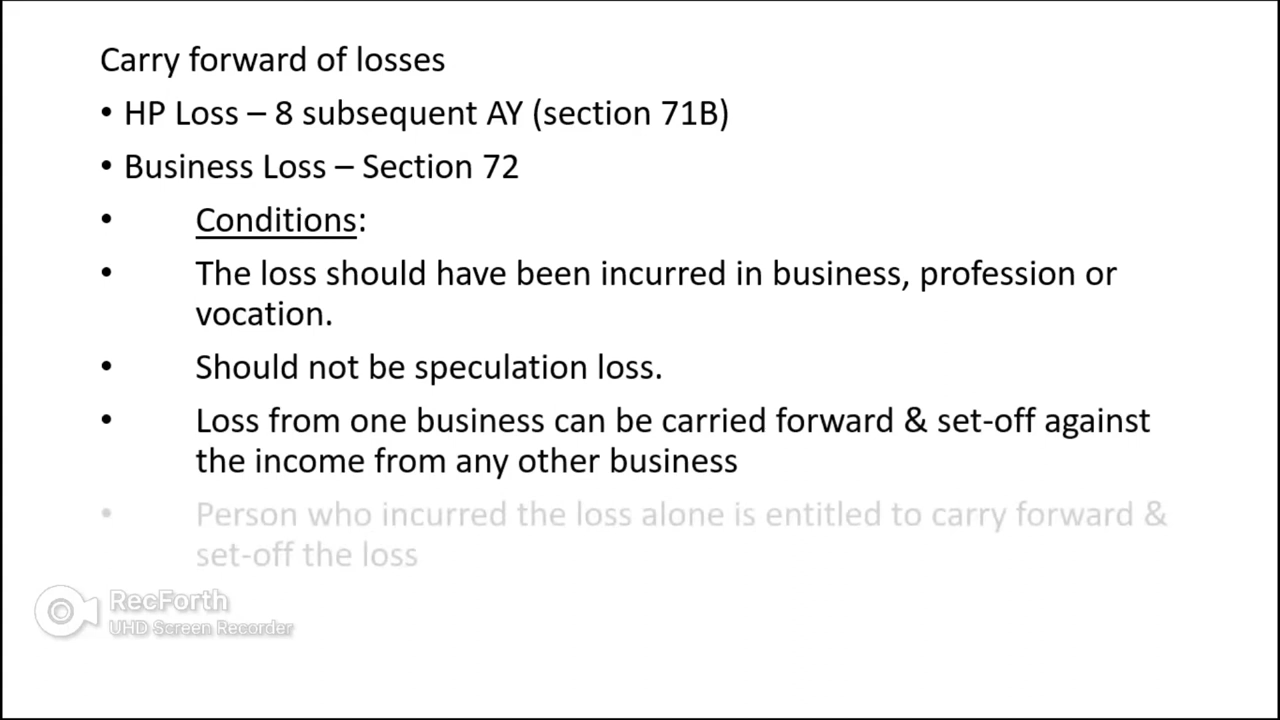 Carry forward of losses
• HP Loss – 8 subsequent AY (section 71B)
• Business Loss – Section 72
• Conditions:
• The loss should have been incurred in business, profession or
vocation.
• Should not be speculation loss.
• Loss from one business can be carried forward & set-off against
the income from any other business
• Person who incurred the loss alone is entitled to carry forward &
set-off the loss
RecForth
UHD Screen Recorder